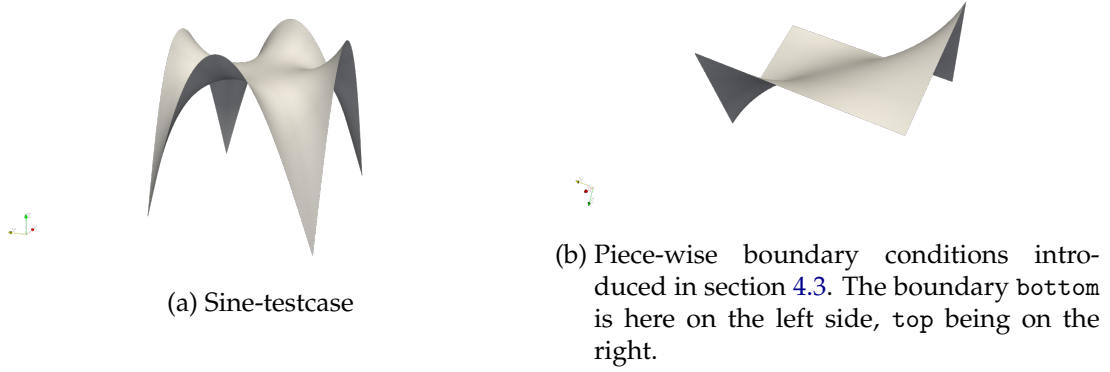 (a) Sine-testcase
(b) Piece-wise boundary conditions intro-
duced in section 4.3. The boundary bottom
is here on the left side, top being on the
right.